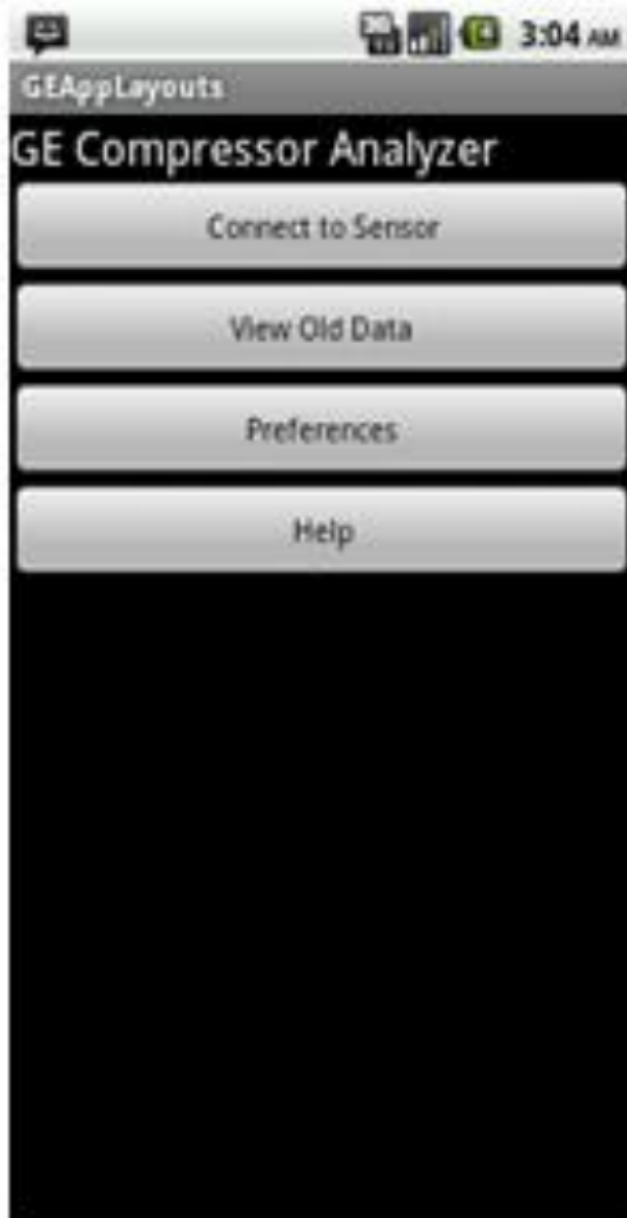 3:04 AM
GEAppLayouts
GE Compressor Analyzer
Connect to Sensor
View Old Data
Preferences
Help